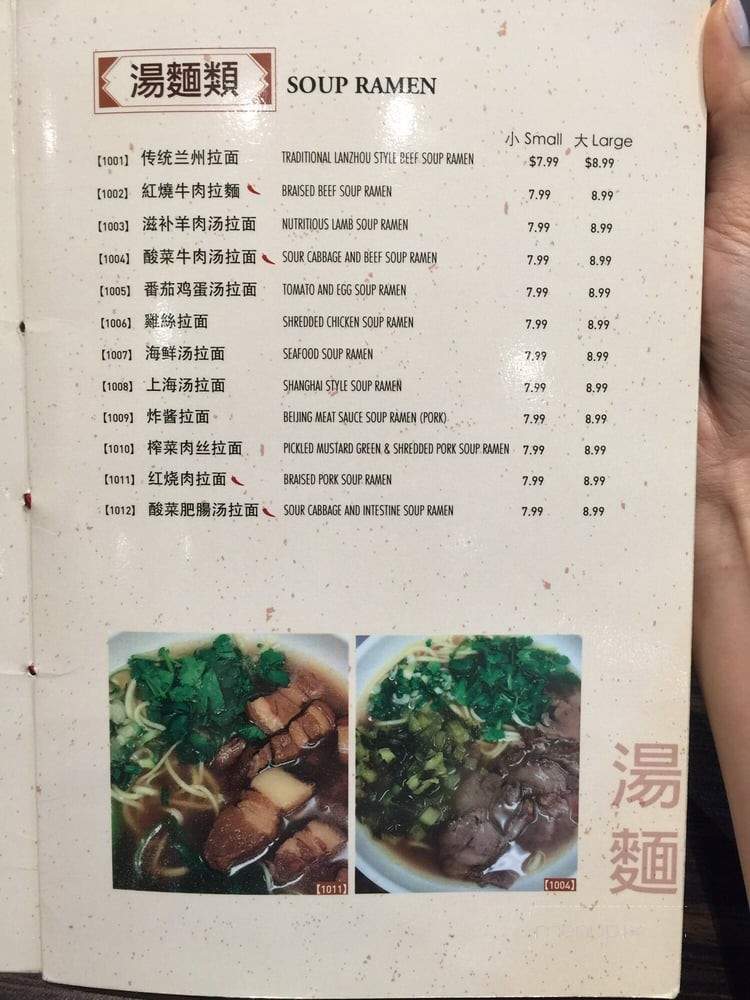 湯麵類 SOUP RAMEN
小 Small 大 Large
【1001】 传统兰州拉面 TRADITIONAL LANZHOU STYLE BEEF SOUP RAMEN $7.99 $8.99
【1002】 紅燒牛肉拉麵 BRAISED BEEF SOUP RAMEN 7.99 8.99
【1003】 滋补羊肉汤拉面 NUTRITIOUS LAMB SOUP RAMEN 7.99 8.99
【1004】 酸菜牛肉汤拉面 SOUR CABBAGE AND BEEF SOUP RAMEN 7.99 8.99
【1005】 番茄鸡蛋汤拉面 TOMATO AND EGG SOUP RAMEN 7.99 8.99
【1006】 雞絲拉面 SHREDDED CHICKEN SOUP RAMEN 7.99 8.99
【1007】 海鲜汤拉面 SEAFOOD SOUP RAMEN 7.99 8.99
【1008】 上海汤拉面 SHANGHAI STYLE SOUP RAMEN 7.99 8.99
【1009】 炸酱拉面 BEIJING MEAT SAUCE SOUP RAMEN (PORK) 7.99 8.99
【1010】 榨菜肉丝拉面 PICKLED MUSTARD GREEN & SHREDDED PORK SOUP RAMEN 7.99 8.99
【1011】 红烧肉拉面 BRAISED PORK SOUP RAMEN 7.99 8.99
【1012】 酸菜肥腸汤拉面 SOUR CABBAGE AND INTESTINE SOUP RAMEN 7.99 8.99
【1011】
【1004】
湯麵